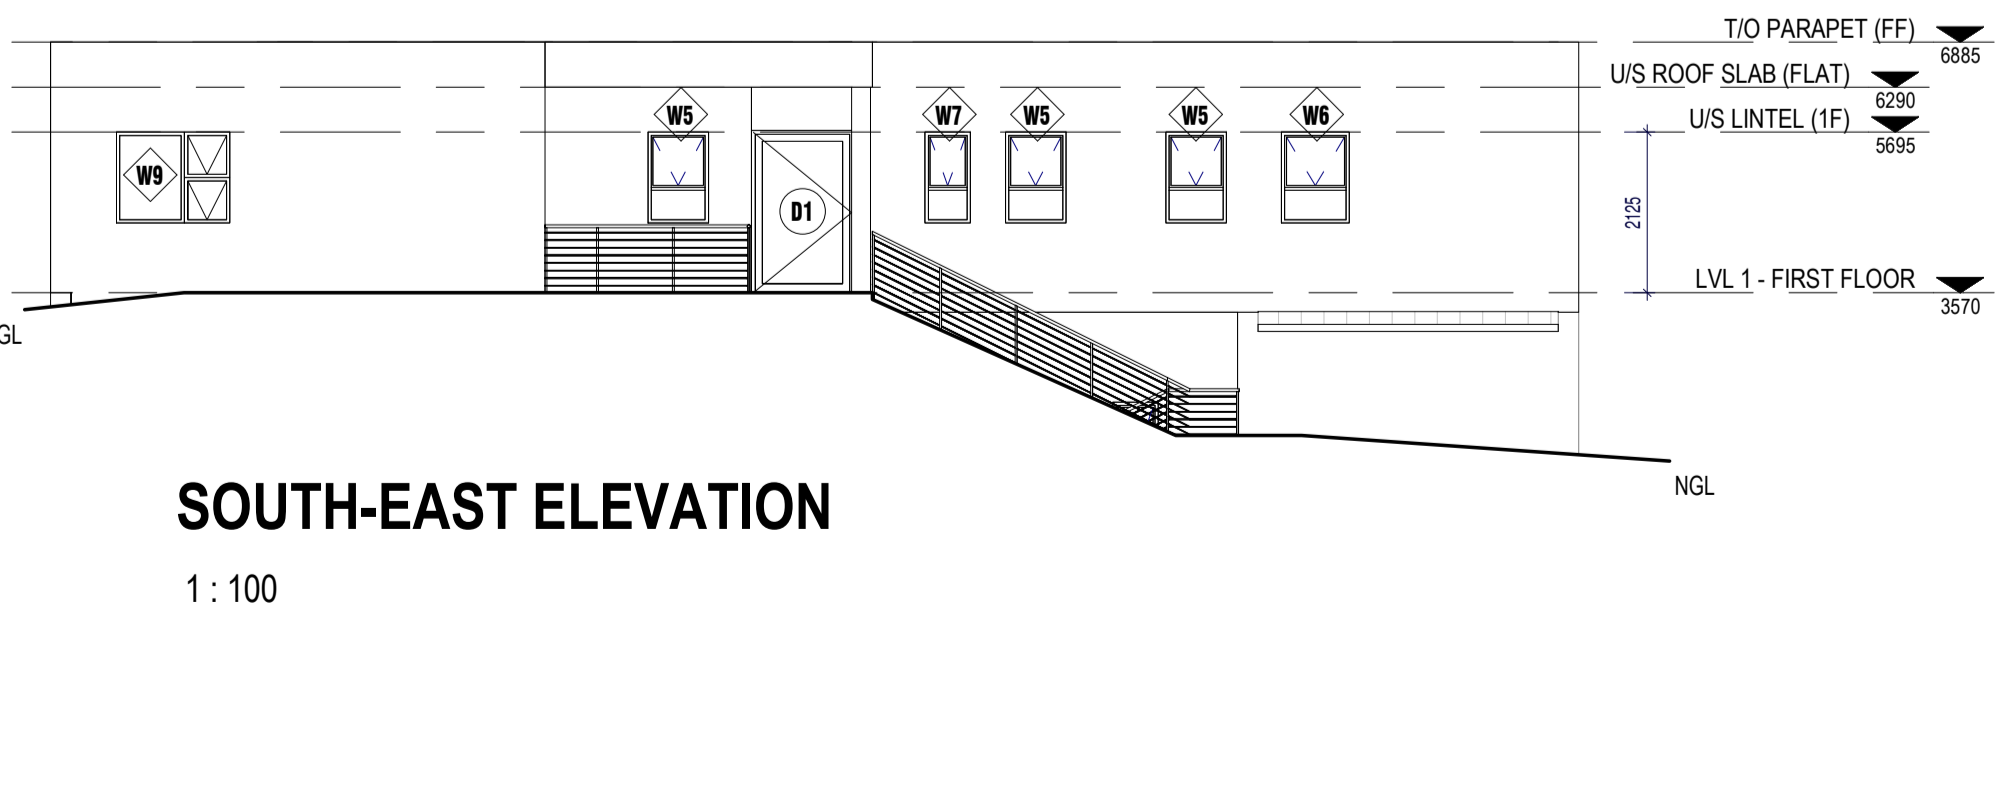 T/O PARAPET (FF)
6885
U/S ROOF SLAB (FLAT)
6290
U/S LINTEL (1F)
5695
W5
W7
W5
W5
W6
W9
D1
2125
LVL 1 - FIRST FLOOR
3570
GL
NGL
SOUTH-EAST ELEVATION
1 : 100